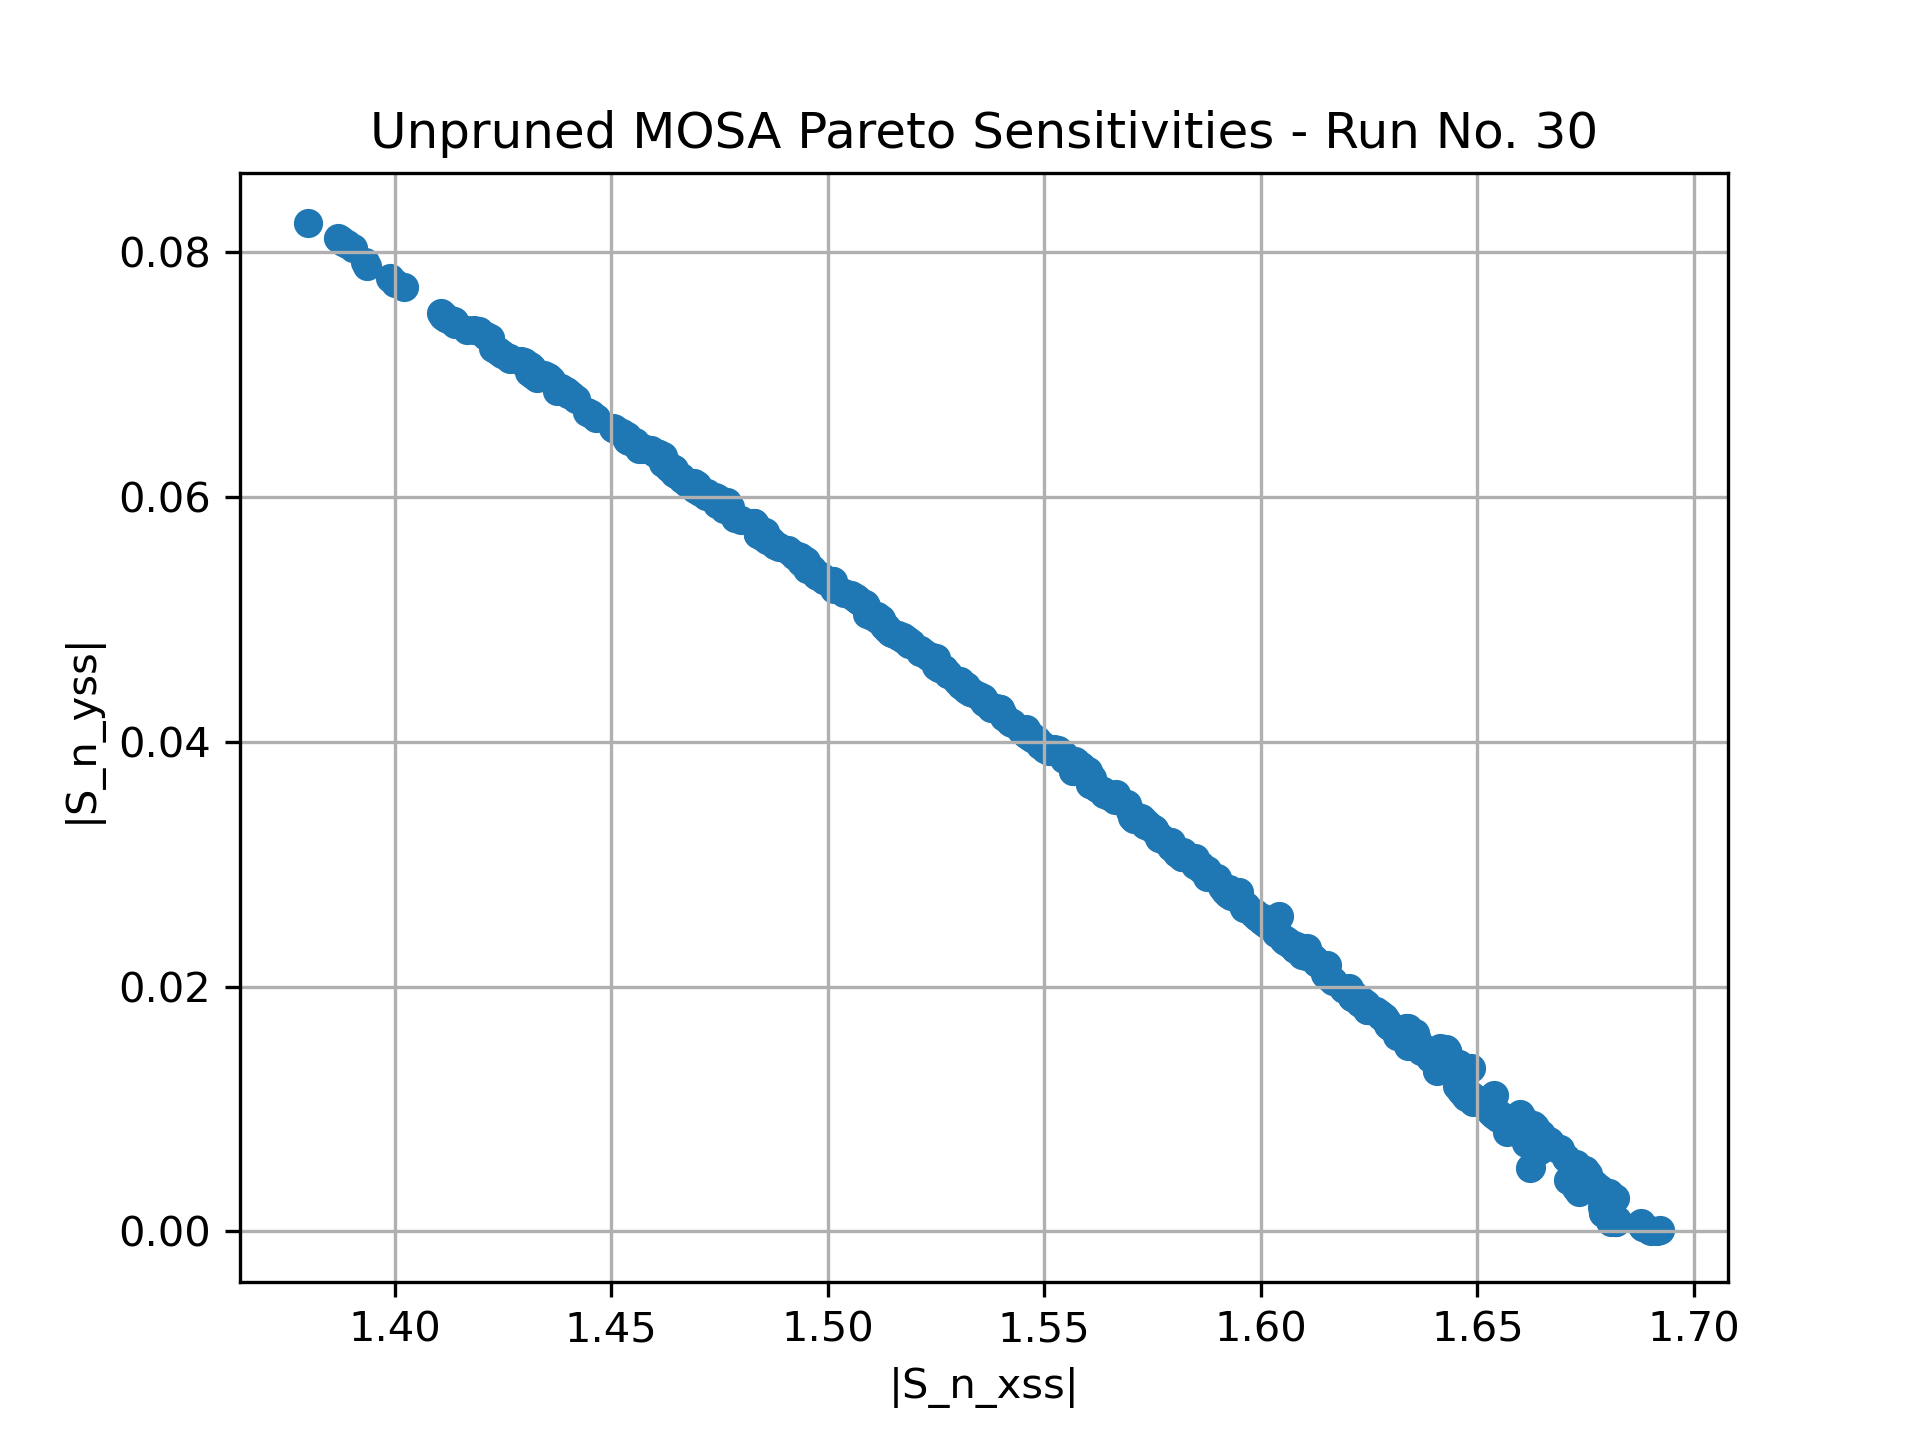 Unpruned MOSA Pareto Sensitivities - Run No. 30
|S_n_yss|
0.08
0.06
0.04
0.02
0.00
1.40 1.45 1.50 1.55 1.60 1.65 1.70
|S_n_xss|